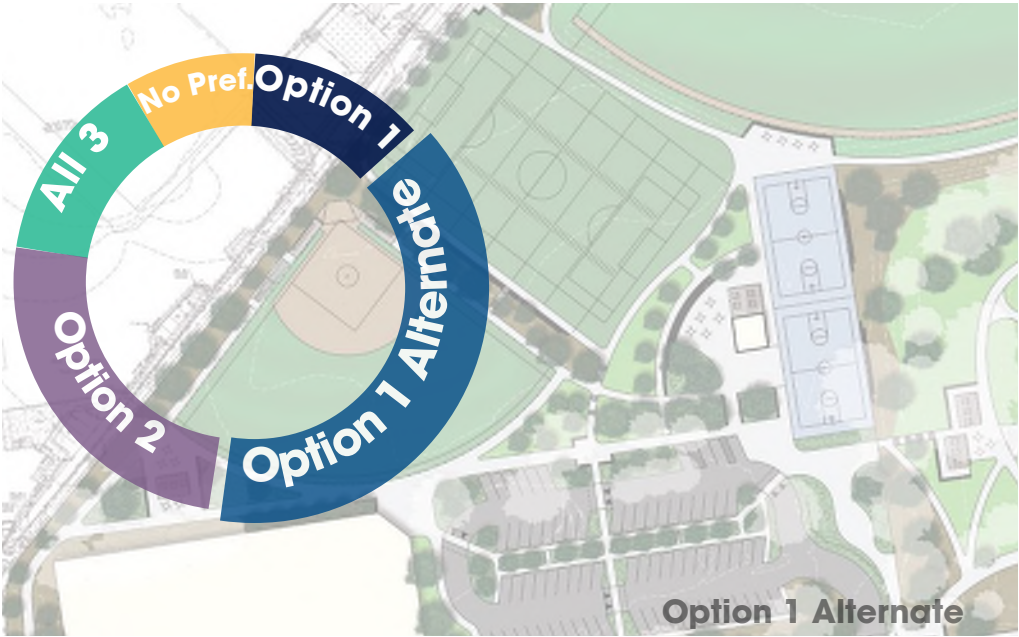 No Pref.
Option 1
All 3
Option 1 Alternate
Option 2
Option 1 Alternate